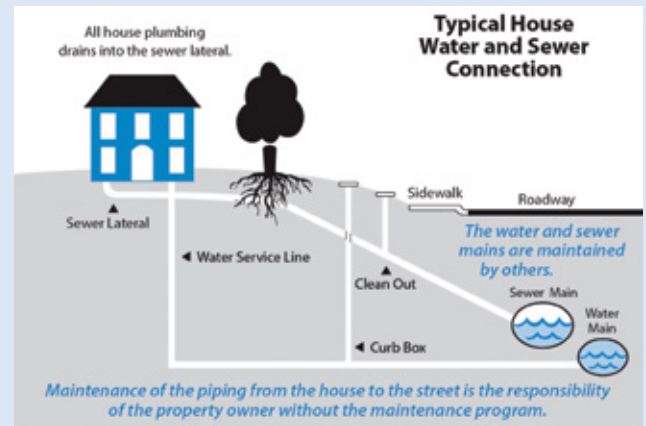 All house plumbing
drains into the sewer lateral.
Typical House
Water and Sewer
Connection
Sidewalk
Roadway
Sewer Lateral
The water and sewer
mains are maintained
by others.
Water Service Line
Clean Out
Sewer Main
Water
Main
Curb Box
Maintenance of the piping from the house to the street is the responsibility
of the property owner without the maintenance program.